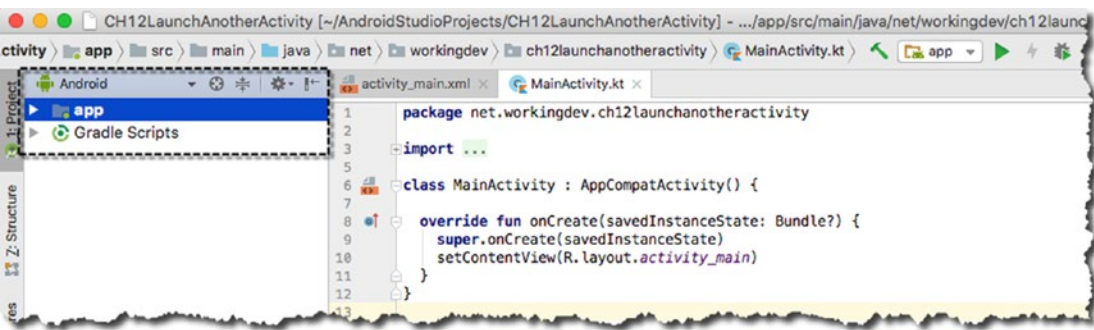 CH12LaunchAnotherActivity [~/AndroidStudioProjects/CH12LaunchAnotherActivity] - .../app/src/main/java/net/workingdev/ch12launc
ctivity app src main java net workingdev ch12launchanotheractivity MainActivity.kt app
1: Project
Android
app
Gradle Scripts
Z: Structure
res
activity_main.xml MainActivity.kt
1 package net.workingdev.ch12launchanotheractivity
2
3 import ...
5
6 class MainActivity : AppCompatActivity() {
7
8 override fun onCreate(savedInstanceState: Bundle?) {
9 super.onCreate(savedInstanceState)
10 setContentView(R.layout.activity_main)
11 }
12 }
13